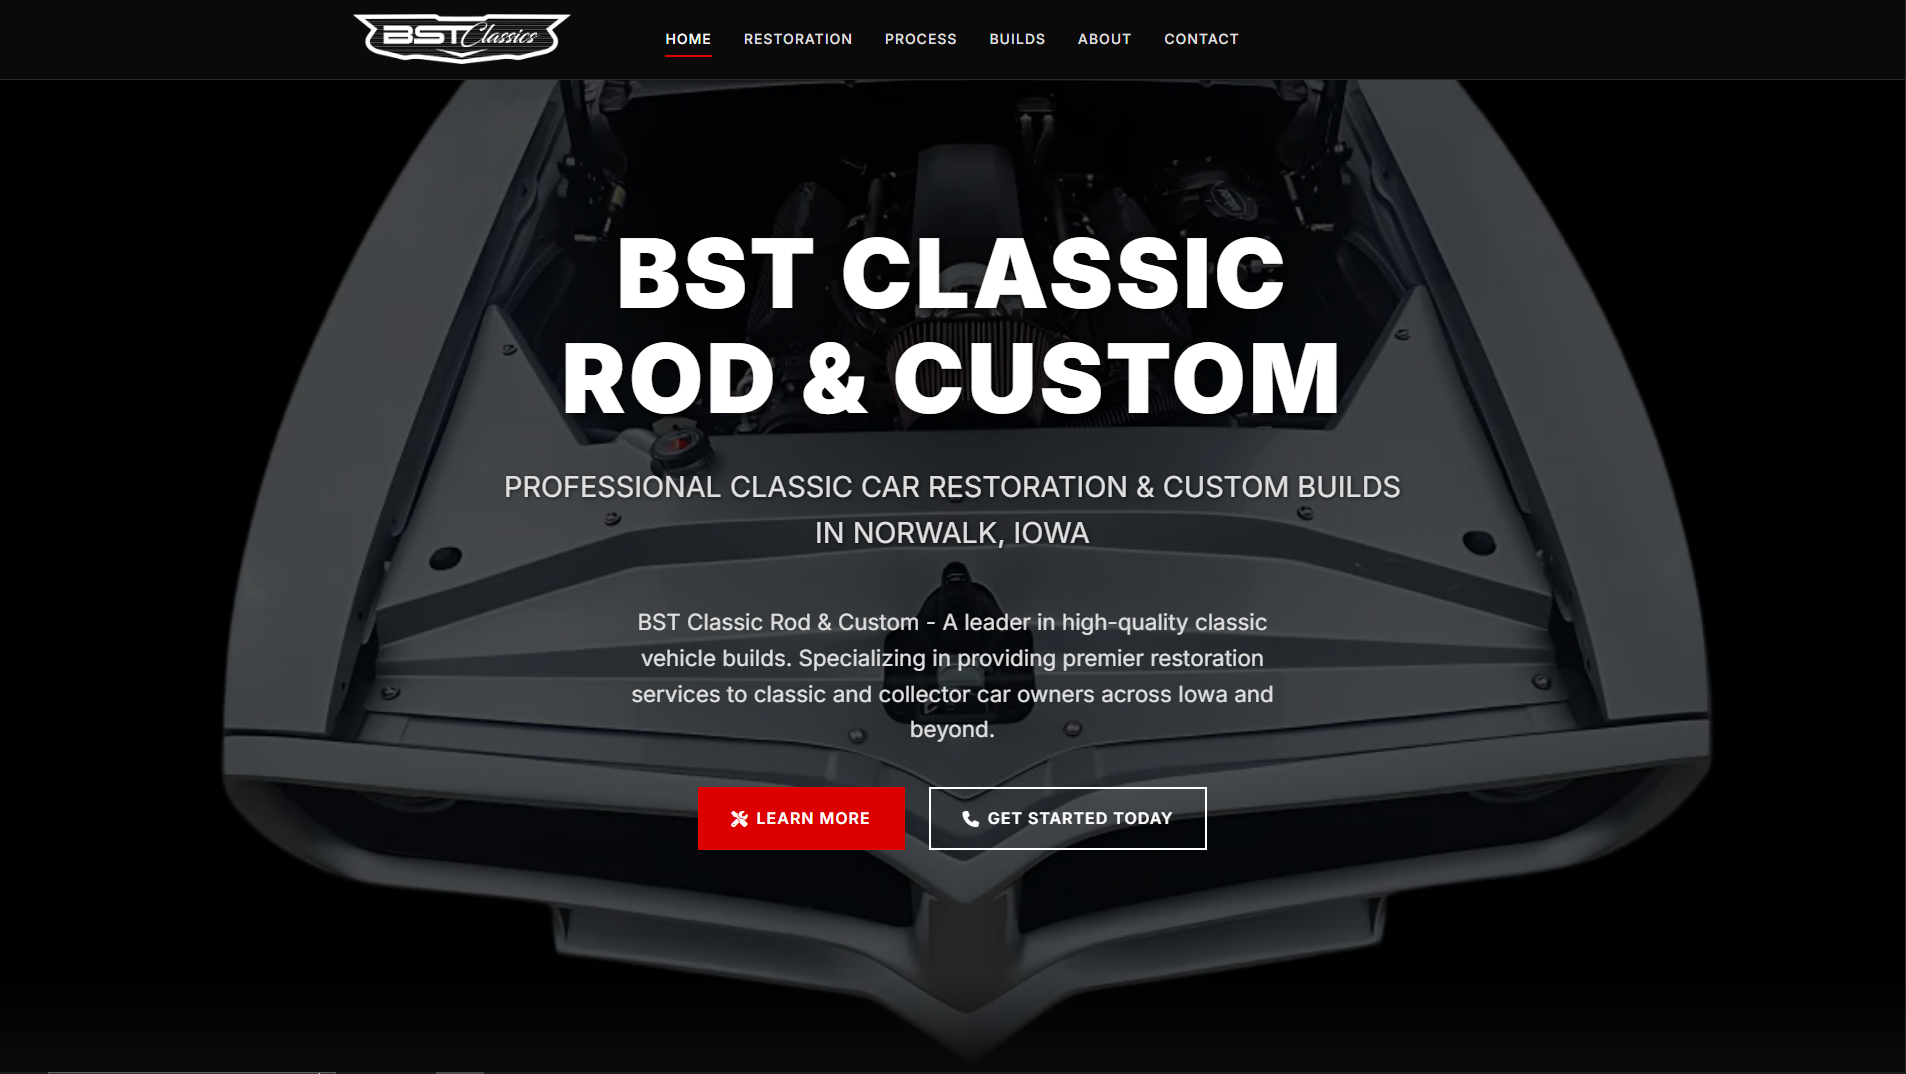 BST Classics
HOME RESTORATION PROCESS BUILDS ABOUT CONTACT
BST CLASSIC
ROD & CUSTOM
PROFESSIONAL CLASSIC CAR RESTORATION & CUSTOM BUILDS
IN NORWALK, IOWA
BST Classic Rod & Custom - A leader in high-quality classic
vehicle builds. Specializing in providing premier restoration
services to classic and collector car owners across Iowa and
beyond.
LEARN MORE GET STARTED TODAY